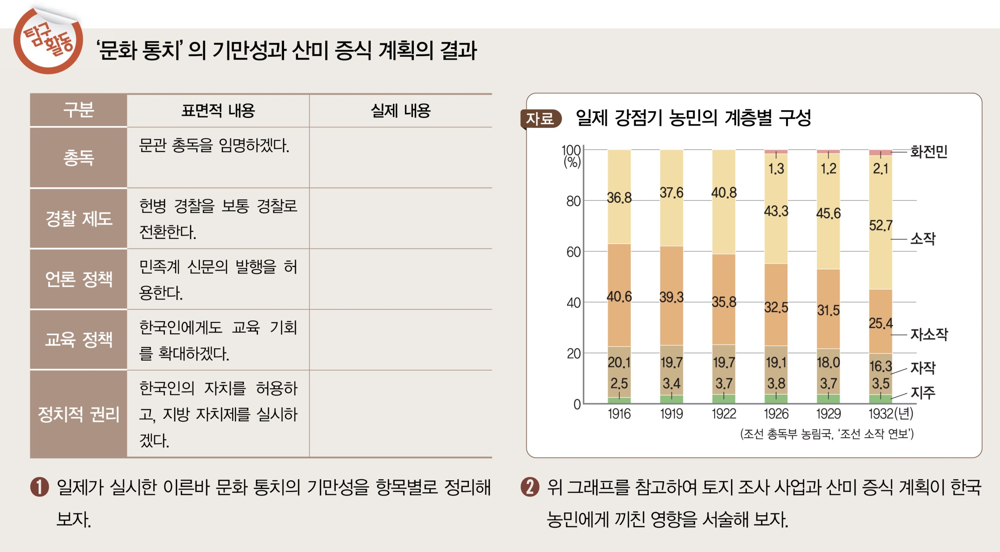 탐구
활동
‘문화 통치’의 기만성과 산미 증식 계획의 결과
구분
표면적 내용
실제 내용
총독
문관 총독을 임명하겠다.
경찰 제도
헌병 경찰을 보통 경찰로
전환한다.
언론 정책
민족계 신문의 발행을 허
용한다.
교육 정책
한국인에게도 교육 기회
를 확대하겠다.
정치적 권리
한국인의 자치를 허용하
고, 지방 자치제를 실시하
겠다.
❶ 일제가 실시한 이른바 문화 통치의 기만성을 항목별로 정리해
보자.
자료 일제 강점기 농민의 계층별 구성
100
(%)
80
60
40
20
0
36.8
40.6
20.1
2.5
1916
37.6
39.3
19.7
3.4
1919
40.8
35.8
19.7
3.7
1922
1.3
43.3
32.5
19.1
3.8
1926
1.2
45.6
31.5
18.0
3.7
1929
2.1
52.7
25.4
16.3
3.5
1932(년)
화전민
소작
자소작
자작
지주
(조선 총독부 농림국, ‘조선 소작 연보’)
❷ 위 그래프를 참고하여 토지 조사 사업과 산미 증식 계획이 한국
농민에게 끼친 영향을 서술해 보자.